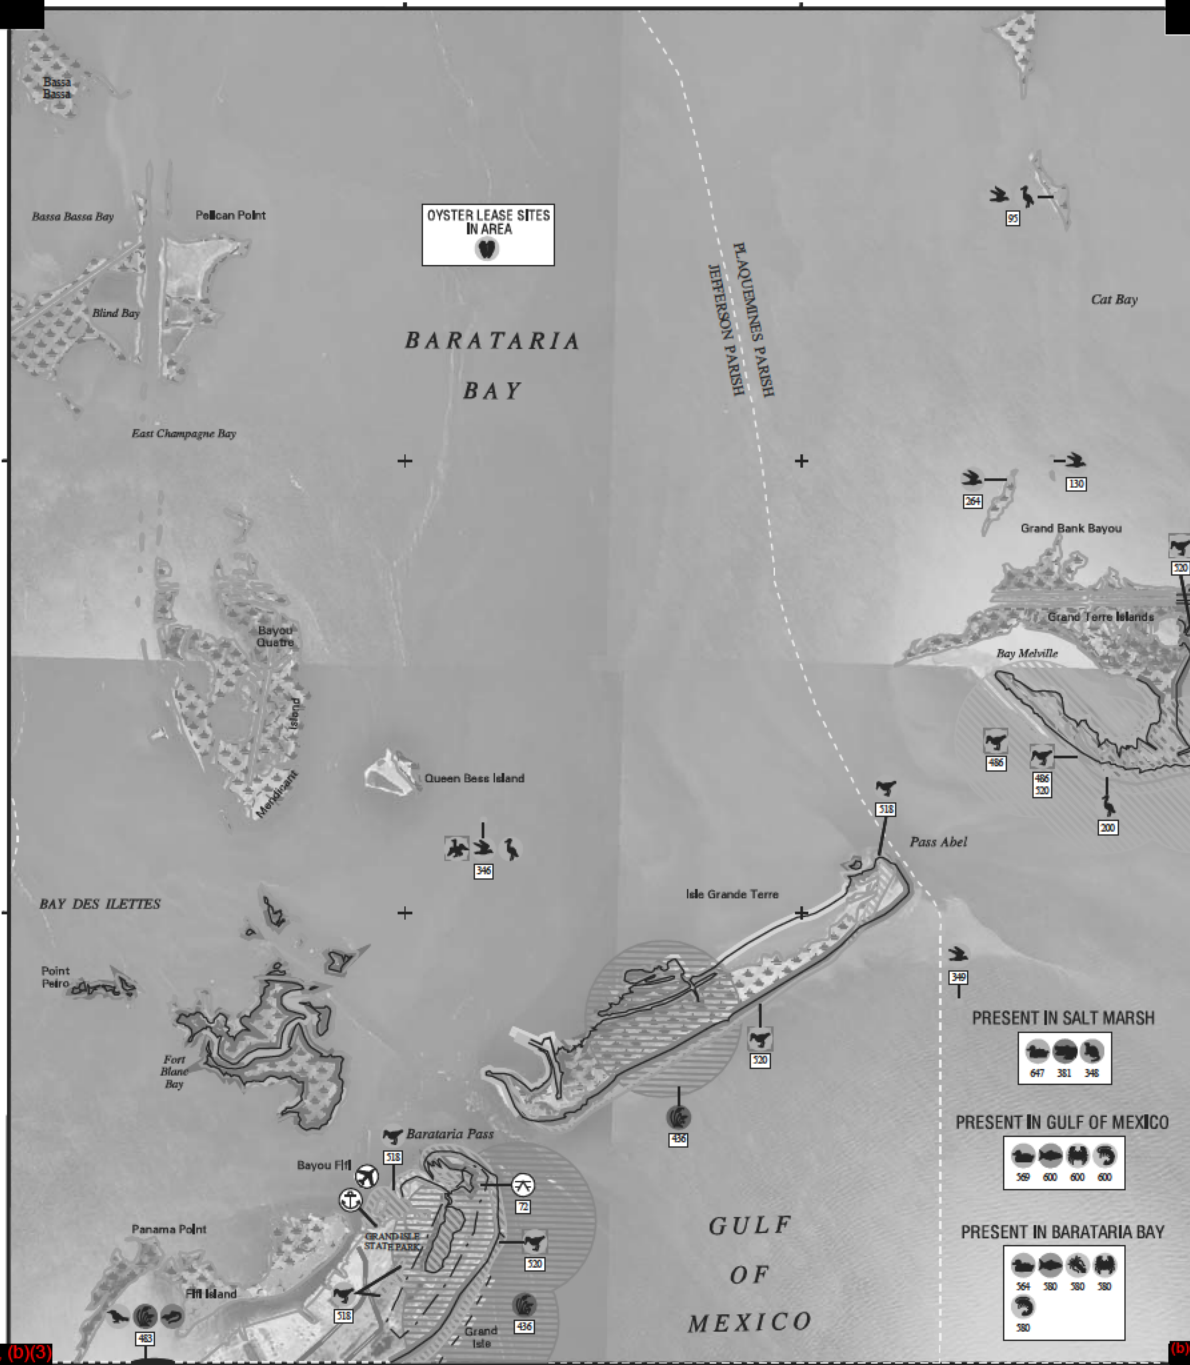 Bassa
Bassa
Bassa Bassa Bay
Pelican Point
OYSTER LEASE SITES
IN AREA
95
PLAQUEMINES PARISH
JEFFERSON PARISH
Cat Bay
Blind Bay
BARATARIA
BAY
East Champagne Bay
264
130
Grand Bank Bayou
520
Grand Terre Islands
Bay Melville
Bayou
Quatre
Mendicant
Island
Queen Bess Island
486
486
520
200
518
Pass Abel
346
Isle Grande Terre
BAY DES ILETTES
349
Point
Petro
PRESENT IN SALT MARSH
647 381 348
520
Fort
Blanc
Bay
436
PRESENT IN GULF OF MEXICO
569 600 600 600
Barataria Pass
518
Bayou Fifi
72
Panama Point
GRAND ISLE
STATE PARK
520
GULF
OF
MEXICO
PRESENT IN BARATARIA BAY
564 580 580 580
580
Fifi Island
518
436
483
Grand
Isle
(b)(3)
(b)